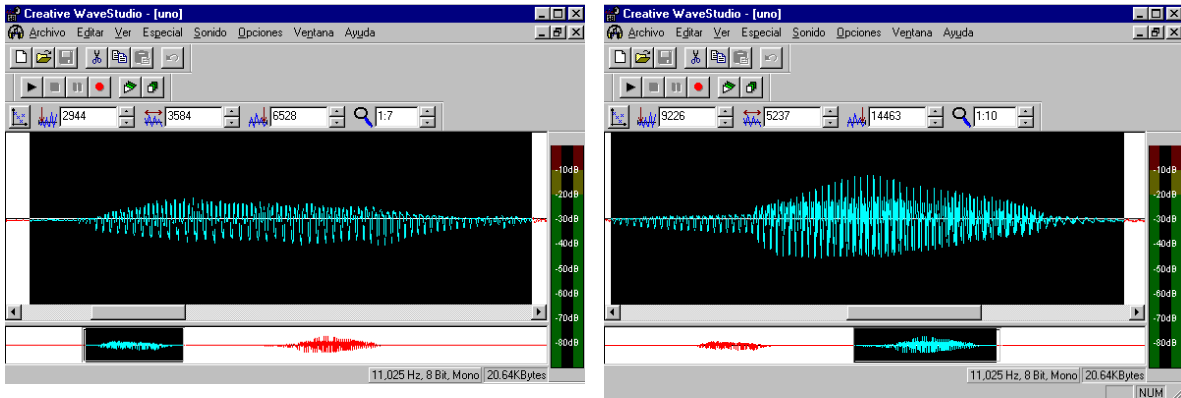 Creative WaveStudio - [uno]
Archivo Editar Ver Especial Sonido Opciones Ventana Ayuda
2944 3584 6528 1:7
-10dB
-20dB
-30dB
-40dB
-50dB
-60dB
-70dB
-80dB
11,025 Hz, 8 Bit, Mono 20.64KBytes
Creative WaveStudio - [uno]
Archivo Editar Ver Especial Sonido Opciones Ventana Ayuda
9226 5237 14463 1:10
-10dB
-20dB
-30dB
-40dB
-50dB
-60dB
-70dB
-80dB
11,025 Hz, 8 Bit, Mono 20.64KBytes
NUM